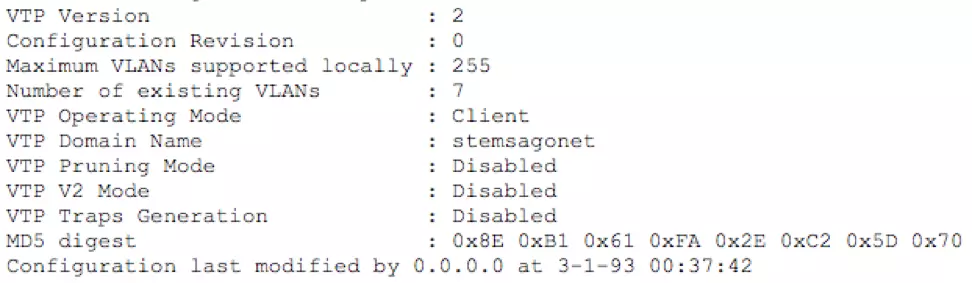 VTP Version : 2
Configuration Revision : 0
Maximum VLANs supported locally : 255
Number of existing VLANs : 7
VTP Operating Mode : Client
VTP Domain Name : stemsagonet
VTP Pruning Mode : Disabled
VTP V2 Mode : Disabled
VTP Traps Generation : Disabled
MD5 digest : 0x8E 0xB1 0x61 0xFA 0x2E 0xC2 0x5D 0x70
Configuration last modified by 0.0.0.0 at 3-1-93 00:37:42